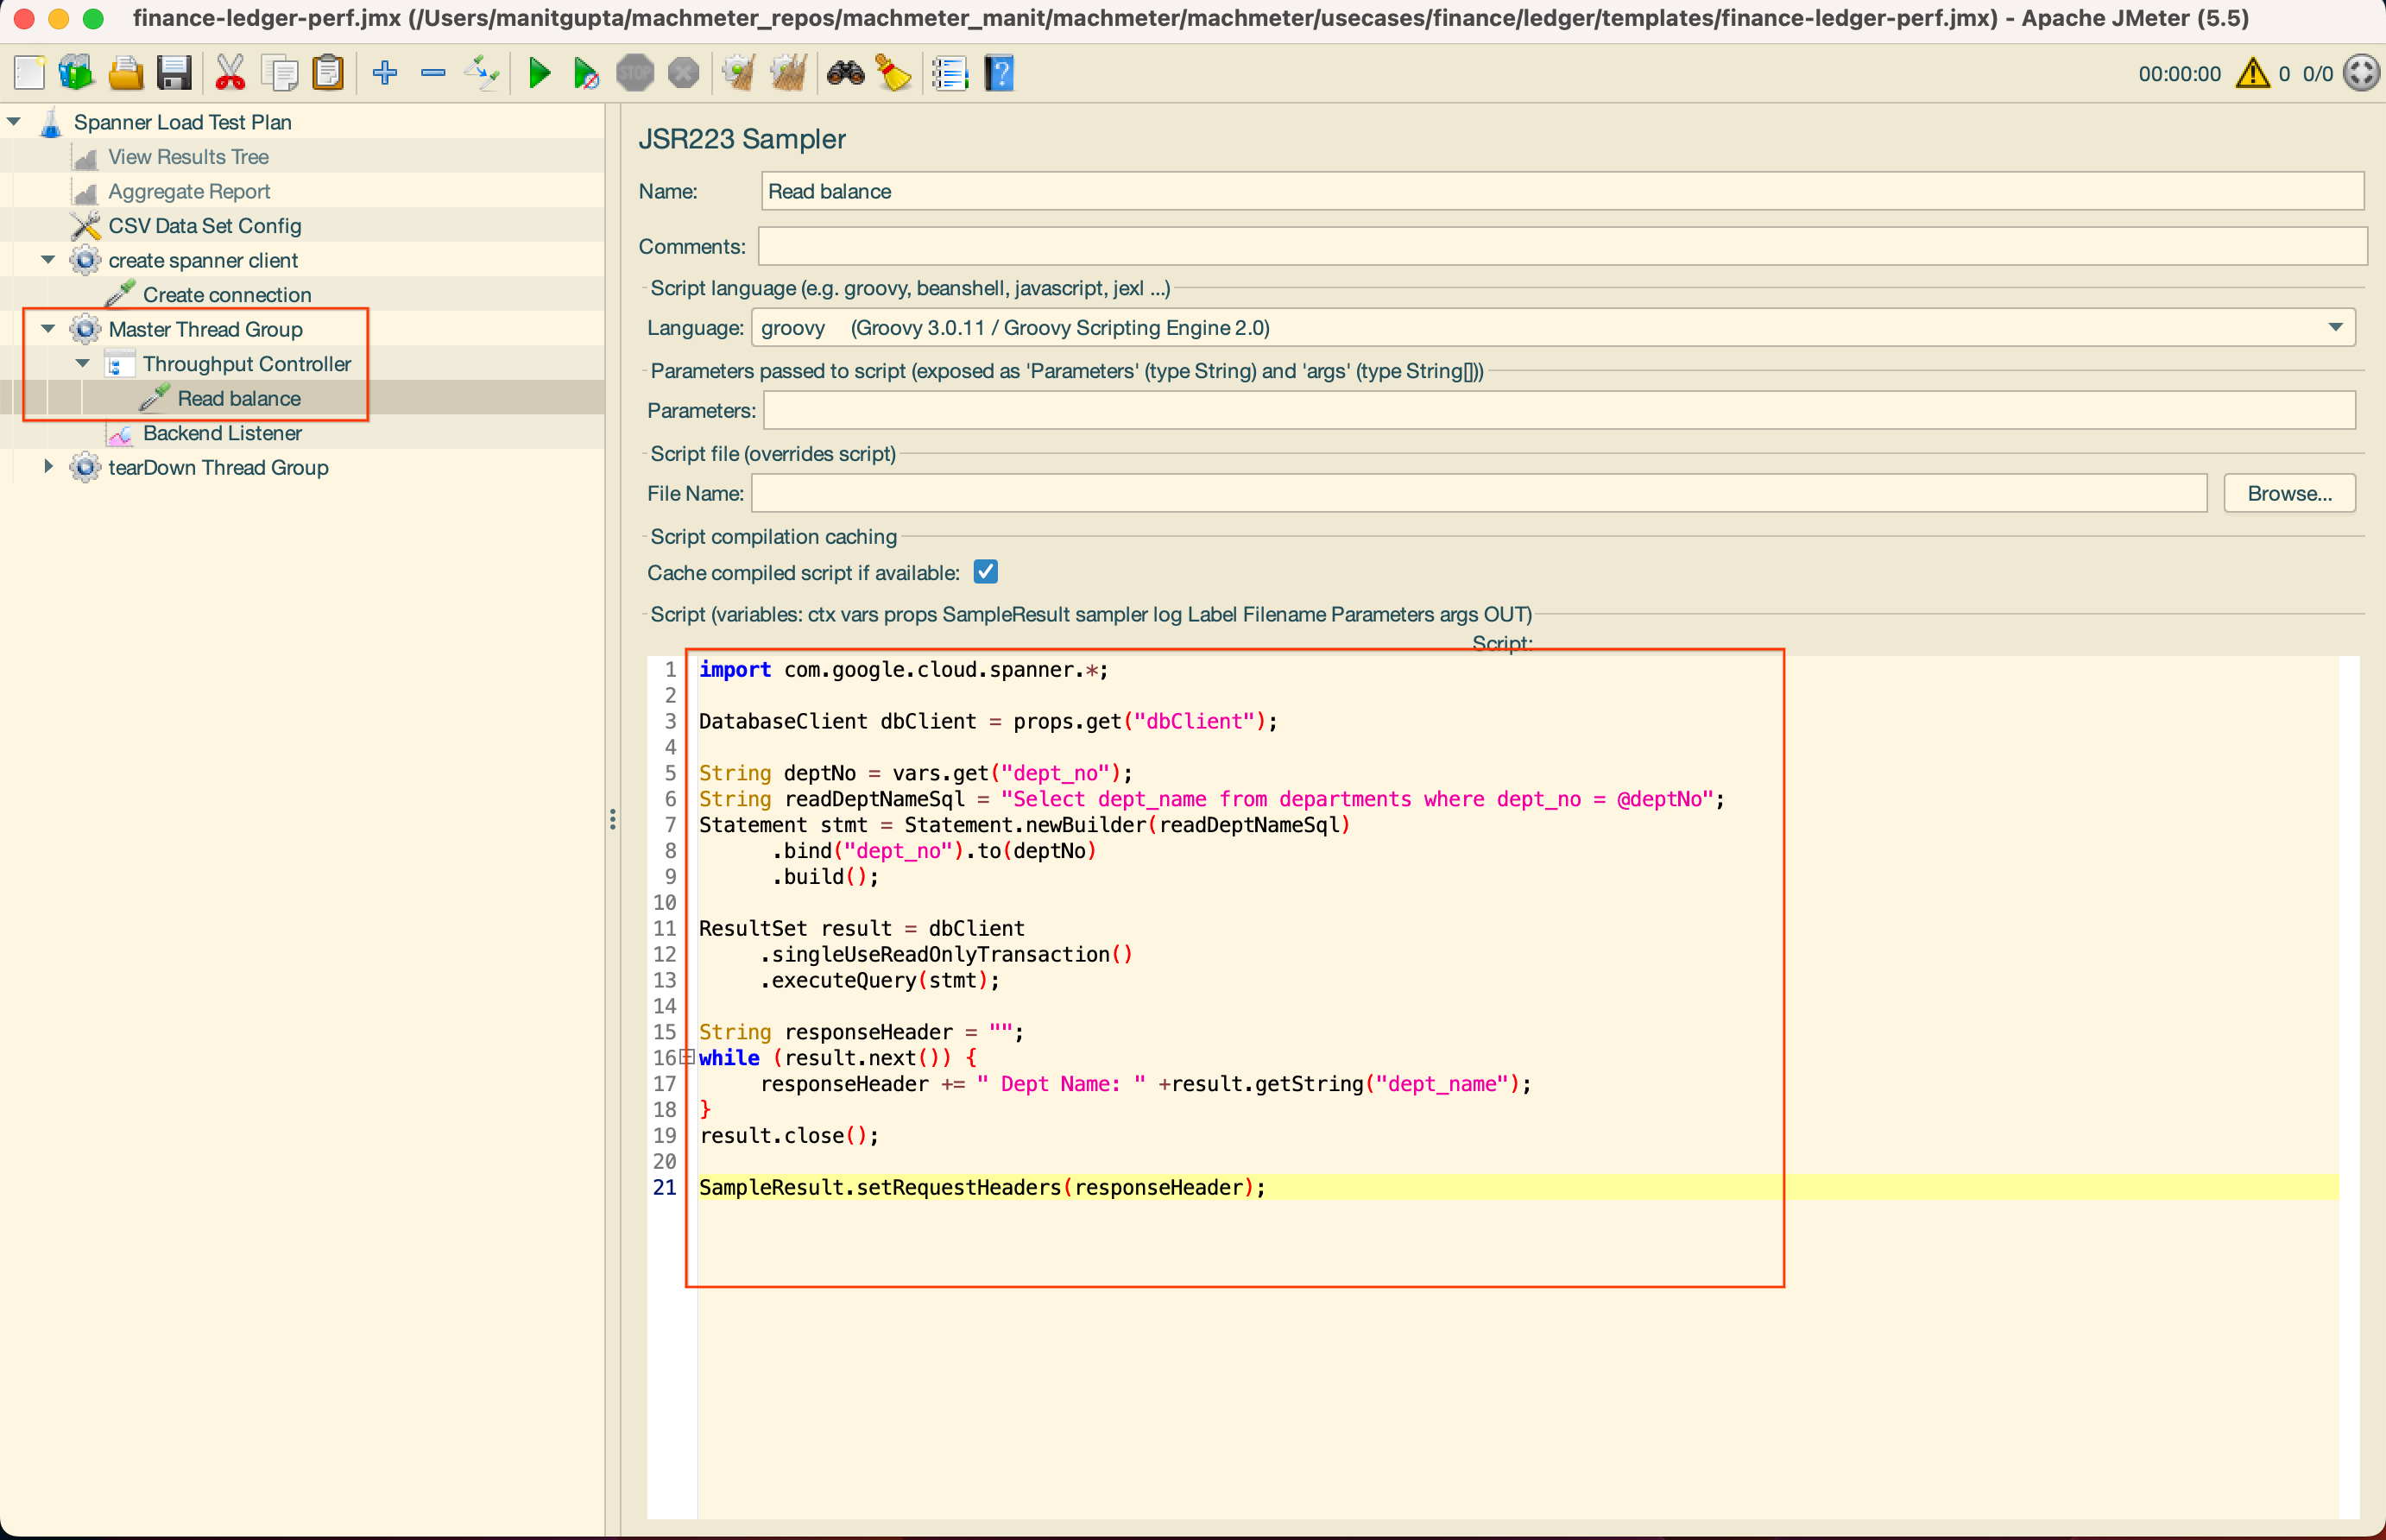 finance-ledger-perf.jmx (/Users/manitgupta/machmeter_repos/machmeter_manit/machmeter/machmeter/usecases/finance/ledger/templates/finance-ledger-perf.jmx) - Apache JMeter (5.5)
STOP
?
00:00:00
0 0/0
Spanner Load Test Plan
View Results Tree
Aggregate Report
CSV Data Set Config
create spanner client
Create connection
Master Thread Group
Throughput Controller
Read balance
Backend Listener
tearDown Thread Group
JSR223 Sampler
Name: Read balance
Comments:
Script language (e.g. groovy, beanshell, javascript, jexl ...)
Language: groovy (Groovy 3.0.11 / Groovy Scripting Engine 2.0)
Parameters passed to script (exposed as 'Parameters' (type String) and 'args' (type String[]))
Parameters:
Script file (overrides script)
File Name:
Browse...
Script compilation caching
Cache compiled script if available:
Script (variables: ctx vars props SampleResult sampler log Label Filename Parameters args OUT)
Script:
1 import com.google.cloud.spanner.*;
2
3 DatabaseClient dbClient = props.get("dbClient");
4
5 String deptNo = vars.get("dept_no");
6 String readDeptNameSql = "Select dept_name from departments where dept_no = @deptNo";
7 Statement stmt = Statement.newBuilder(readDeptNameSql)
8 .bind("dept_no").to(deptNo)
9 .build();
10
11 ResultSet result = dbClient
12 .singleUseReadOnlyTransaction()
13 .executeQuery(stmt);
14
15 String responseHeader = "";
16 while (result.next()) {
17 responseHeader += " Dept Name: " +result.getString("dept_name");
18 }
19 result.close();
20
21 SampleResult.setRequestHeaders(responseHeader);